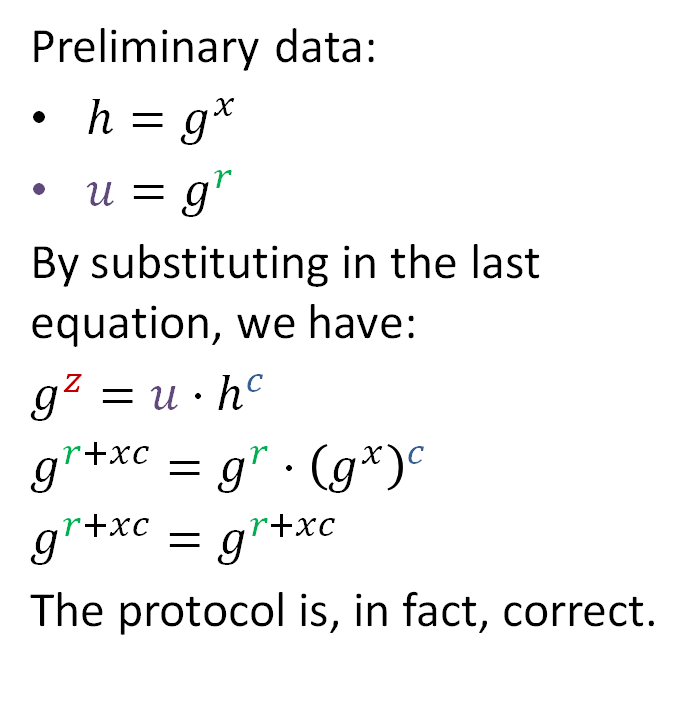 Preliminary data:
• h = g^x
• u = g^r
By substituting in the last
equation, we have:
g^z = u · h^c
g^{r+xc} = g^r · (g^x)^c
g^{r+xc} = g^{r+xc}
The protocol is, in fact, correct.